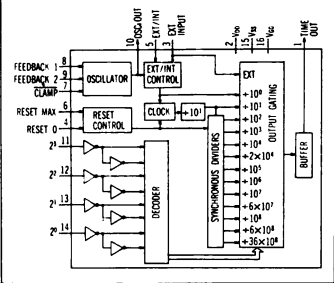 10 OSC OUT
5 EXT/INT
3 EXT INPUT
2 VDD
15 VSS
16 VGG
1 TIME OUT
FEEDBACK 1 8
FEEDBACK 2 9
CLAMP 7
OSCILLATOR
EXT/INT CONTROL
EXT
RESET MAX 6
RESET 0 4
RESET CONTROL
CLOCK
÷10¹
SYNCHRONOUS DIVIDERS
÷10⁰
÷10¹
÷10²
÷10³
÷10⁴
÷2×10⁴
÷10⁵
÷10⁶
÷10⁷
÷6×10⁷
÷10⁸
÷6×10⁸
÷36×10⁸
OUTPUT GATING
BUFFER
2³ 11
2² 12
2¹ 13
2⁰ 14
DECODER